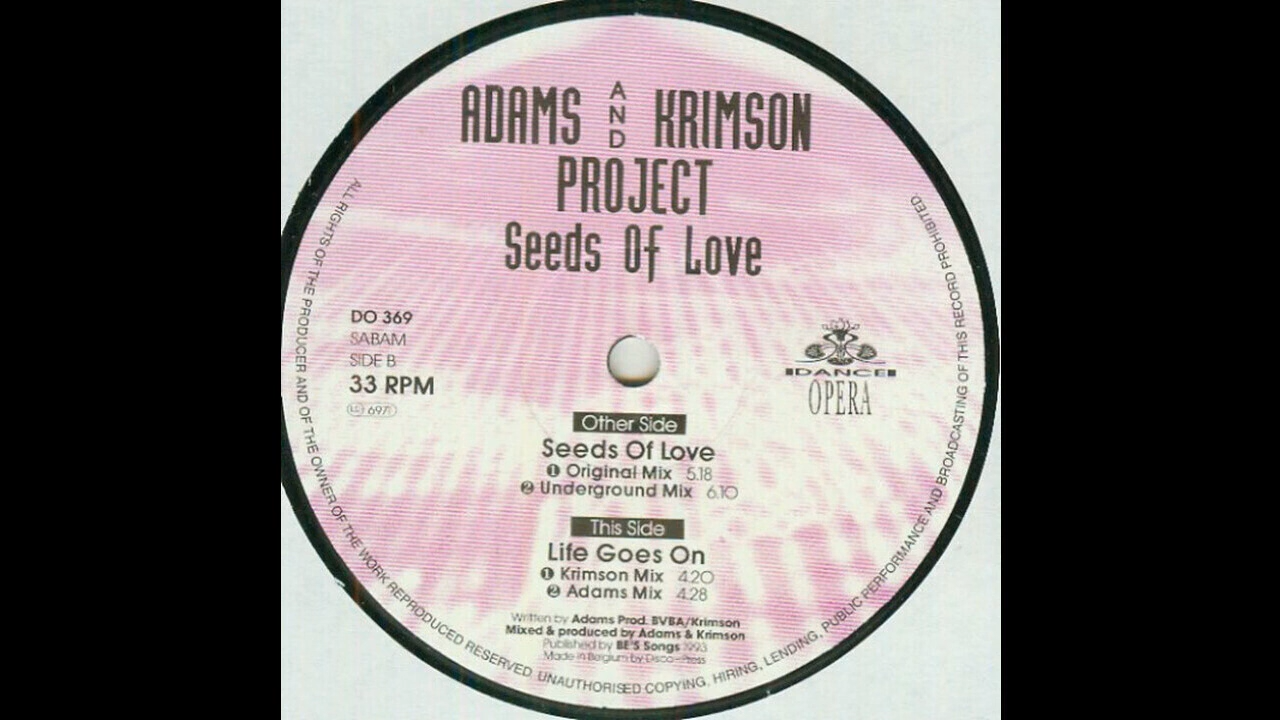 ADAMS AND KRIMSON
PROJECT
Seeds Of Love
DO 369
SABAM
SIDE B
33 RPM
LC 6971
DANCE
OPERA
Other Side
Seeds Of Love
1 Original Mix 5.18
2 Underground Mix 6.10
This Side
Life Goes On
1 Krimson Mix 4.20
2 Adams Mix 4.28
Written by Adams Prod. BVBA/Krimson
Mixed & produced by Adams & Krimson
Published by BE'S Songs 1993
Made in Belgium by Disco-Press
ALL RIGHTS OF THE PRODUCER AND OF THE OWNER OF THE WORK REPRODUCED RESERVED. UNAUTHORISED COPYING, HIRING, LENDING, PUBLIC PERFORMANCE AND BROADCASTING OF THIS RECORD PROHIBITED.